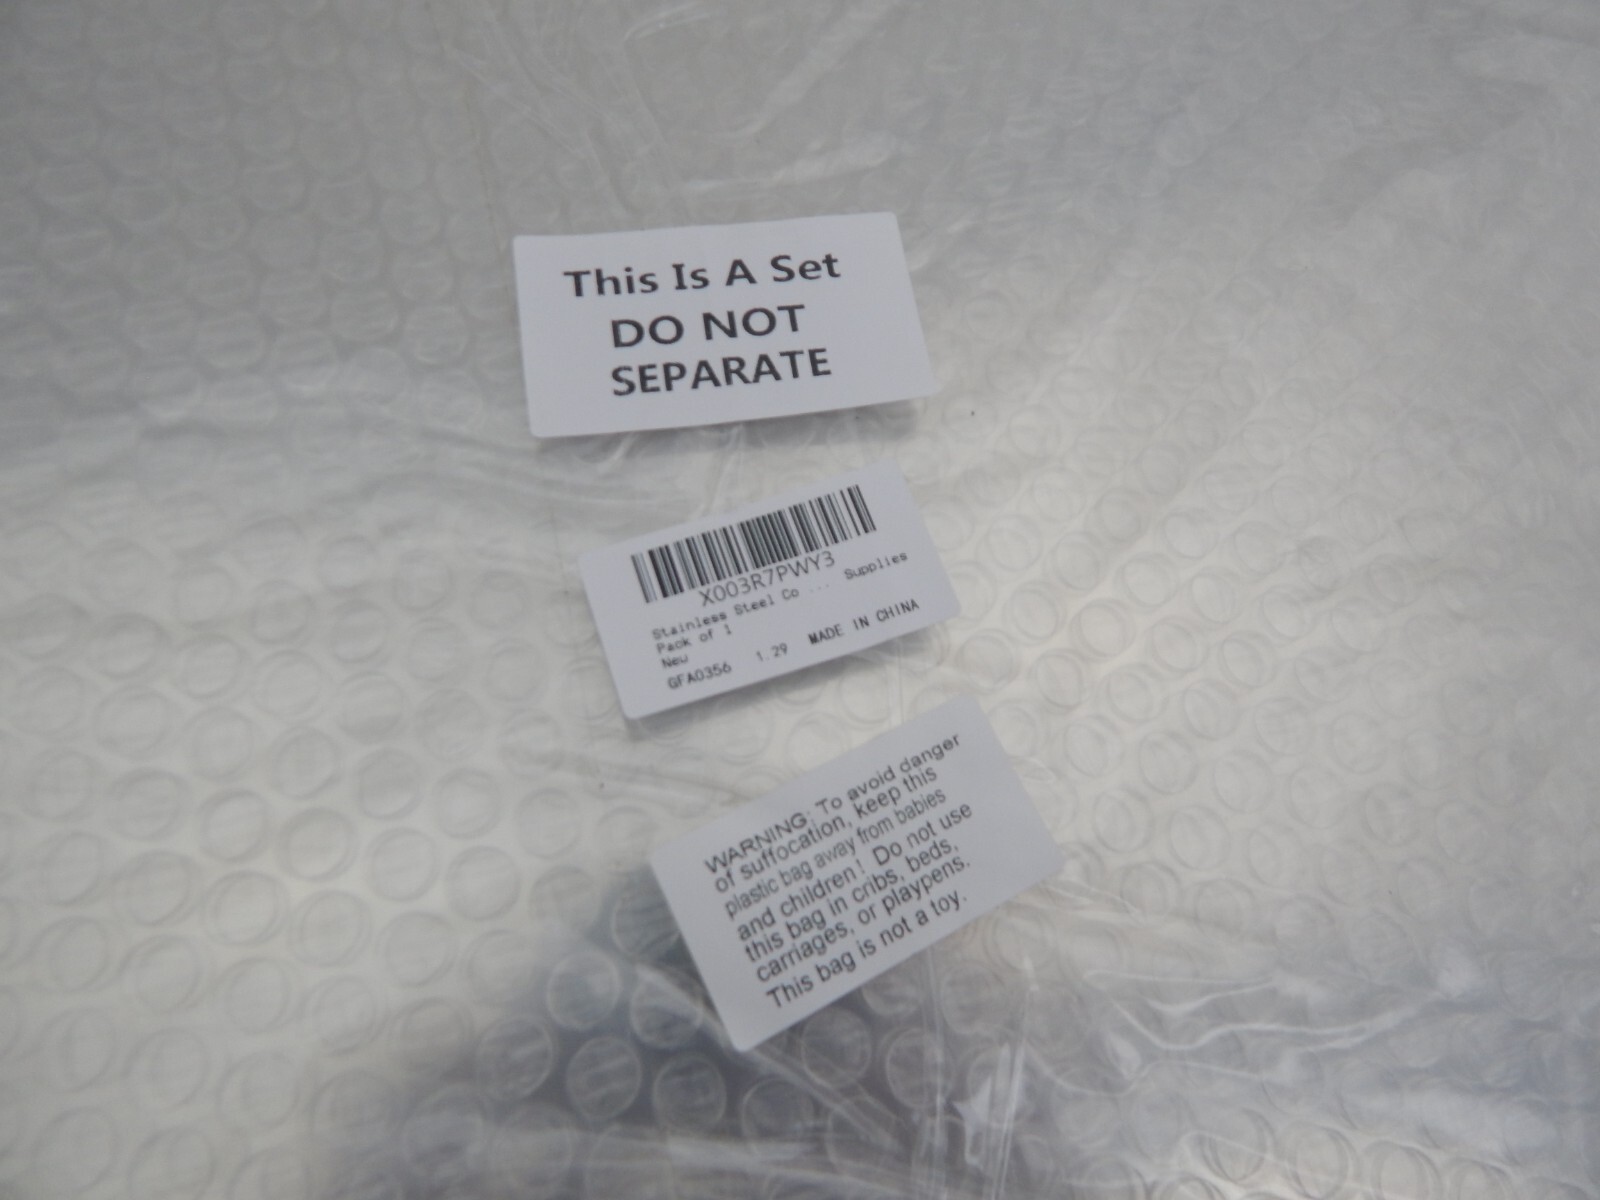 This Is A Set
DO NOT
SEPARATE
X003R7PWY3
Stainless Steel Co ... Supplies
Pack of 1
New
GFA0356 1.29 MADE IN CHINA
WARNING: To avoid danger
of suffocation, keep this
plastic bag away from babies
and children! Do not use
this bag in cribs, beds,
carriages, or playpens.
This bag is not a toy.